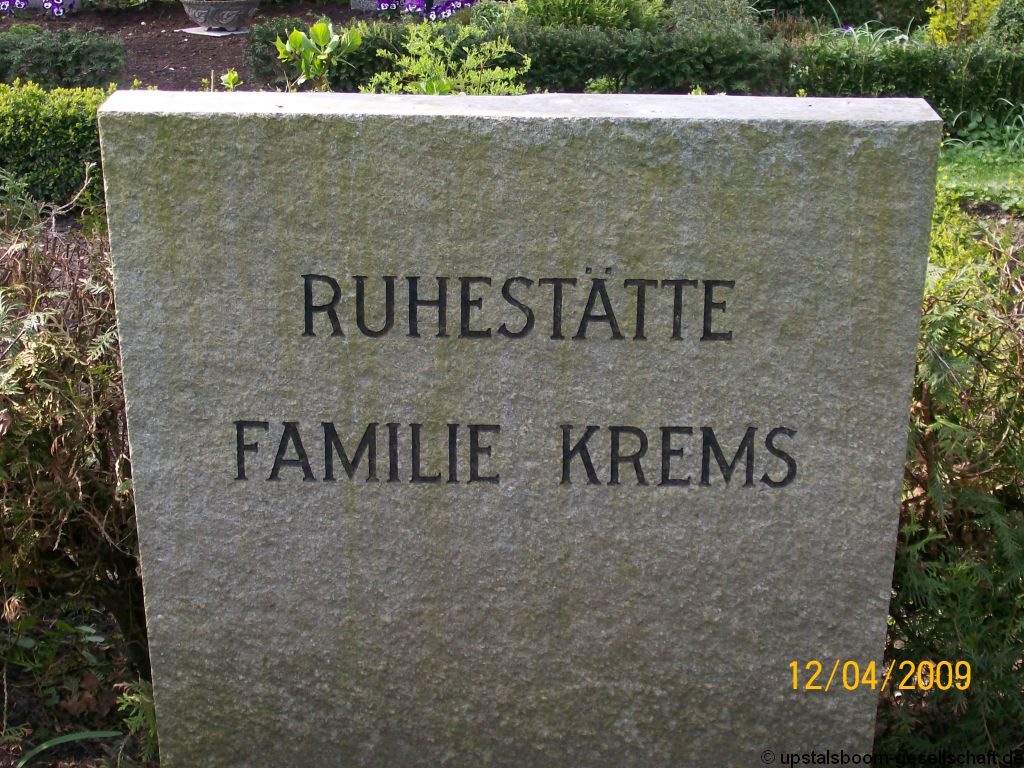 RUHESTÄTTE
FAMILIE KREMS
12/04/2009
© upstalsboom-gesellschaft.de